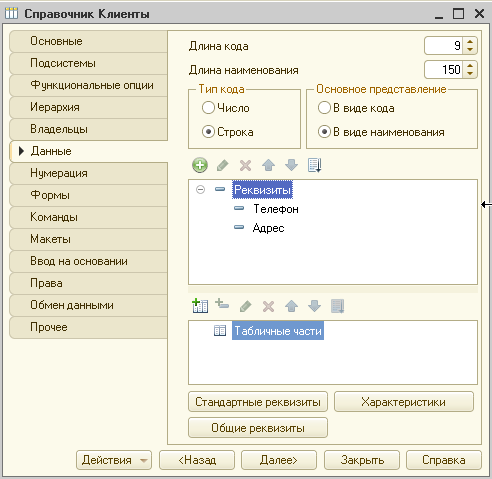 Справочник Клиенты
Основные
Подсистемы
Функциональные опции
Иерархия
Владельцы
Данные
Нумерация
Формы
Команды
Макеты
Ввод на основании
Права
Обмен данными
Прочее
Длина кода 9
Длина наименования 150
Тип кода
Число
Строка
Основное представление
В виде кода
В виде наименования
Реквизиты
Телефон
Адрес
Табличные части
Стандартные реквизиты Характеристики
Общие реквизиты
Действия <Назад Далее> Закрыть Справка